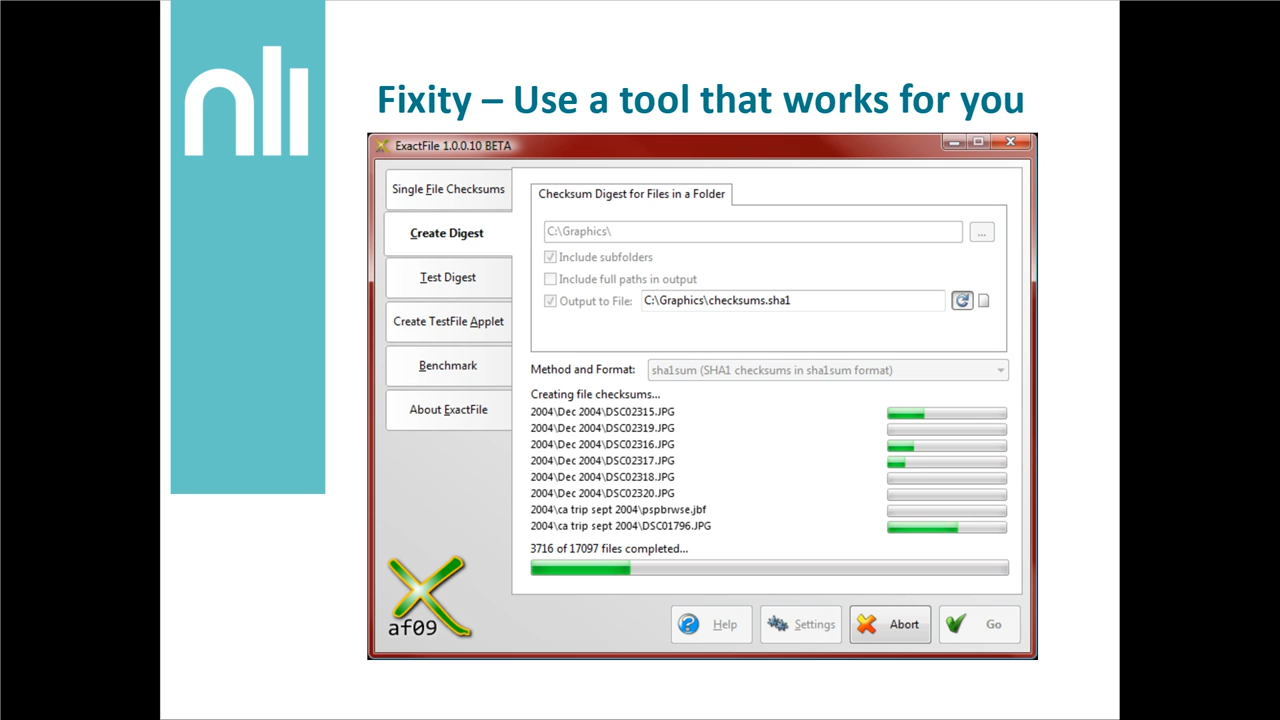 nli
Fixity – Use a tool that works for you
ExactFile 1.0.0.10 BETA
Single File Checksums
Create Digest
Test Digest
Create TestFile Applet
Benchmark
About ExactFile
Checksum Digest for Files in a Folder
C:\Graphics\
...
Include subfolders
Include full paths in output
Output to File: C:\Graphics\checksums.sha1
Method and Format: sha1sum (SHA1 checksums in sha1sum format)
Creating file checksums...
2004\Dec 2004\DSC02315.JPG
2004\Dec 2004\DSC02319.JPG
2004\Dec 2004\DSC02316.JPG
2004\Dec 2004\DSC02317.JPG
2004\Dec 2004\DSC02318.JPG
2004\Dec 2004\DSC02320.JPG
2004\ca trip sept 2004\pspbrwse.jbf
2004\ca trip sept 2004\DSC01796.JPG
3716 of 17097 files completed...
af09
Help Settings Abort Go